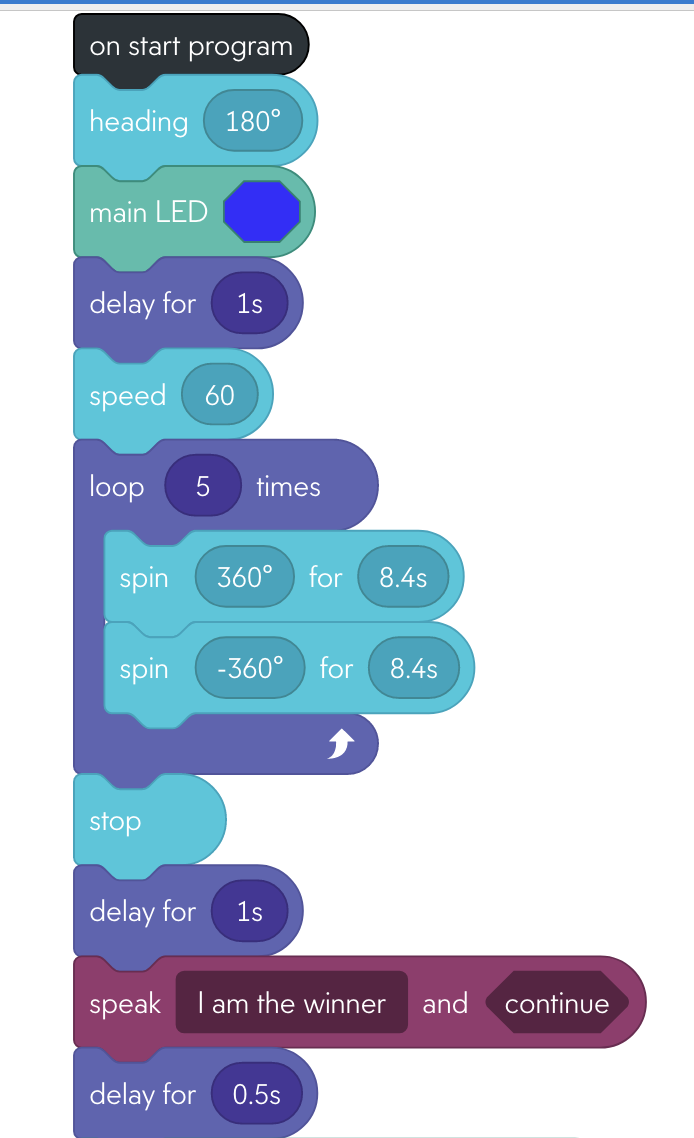 on start program
heading 180°
main LED
delay for 1s
speed 60
loop 5 times
spin 360° for 8.4s
spin -360° for 8.4s
stop
delay for 1s
speak I am the winner and continue
delay for 0.5s